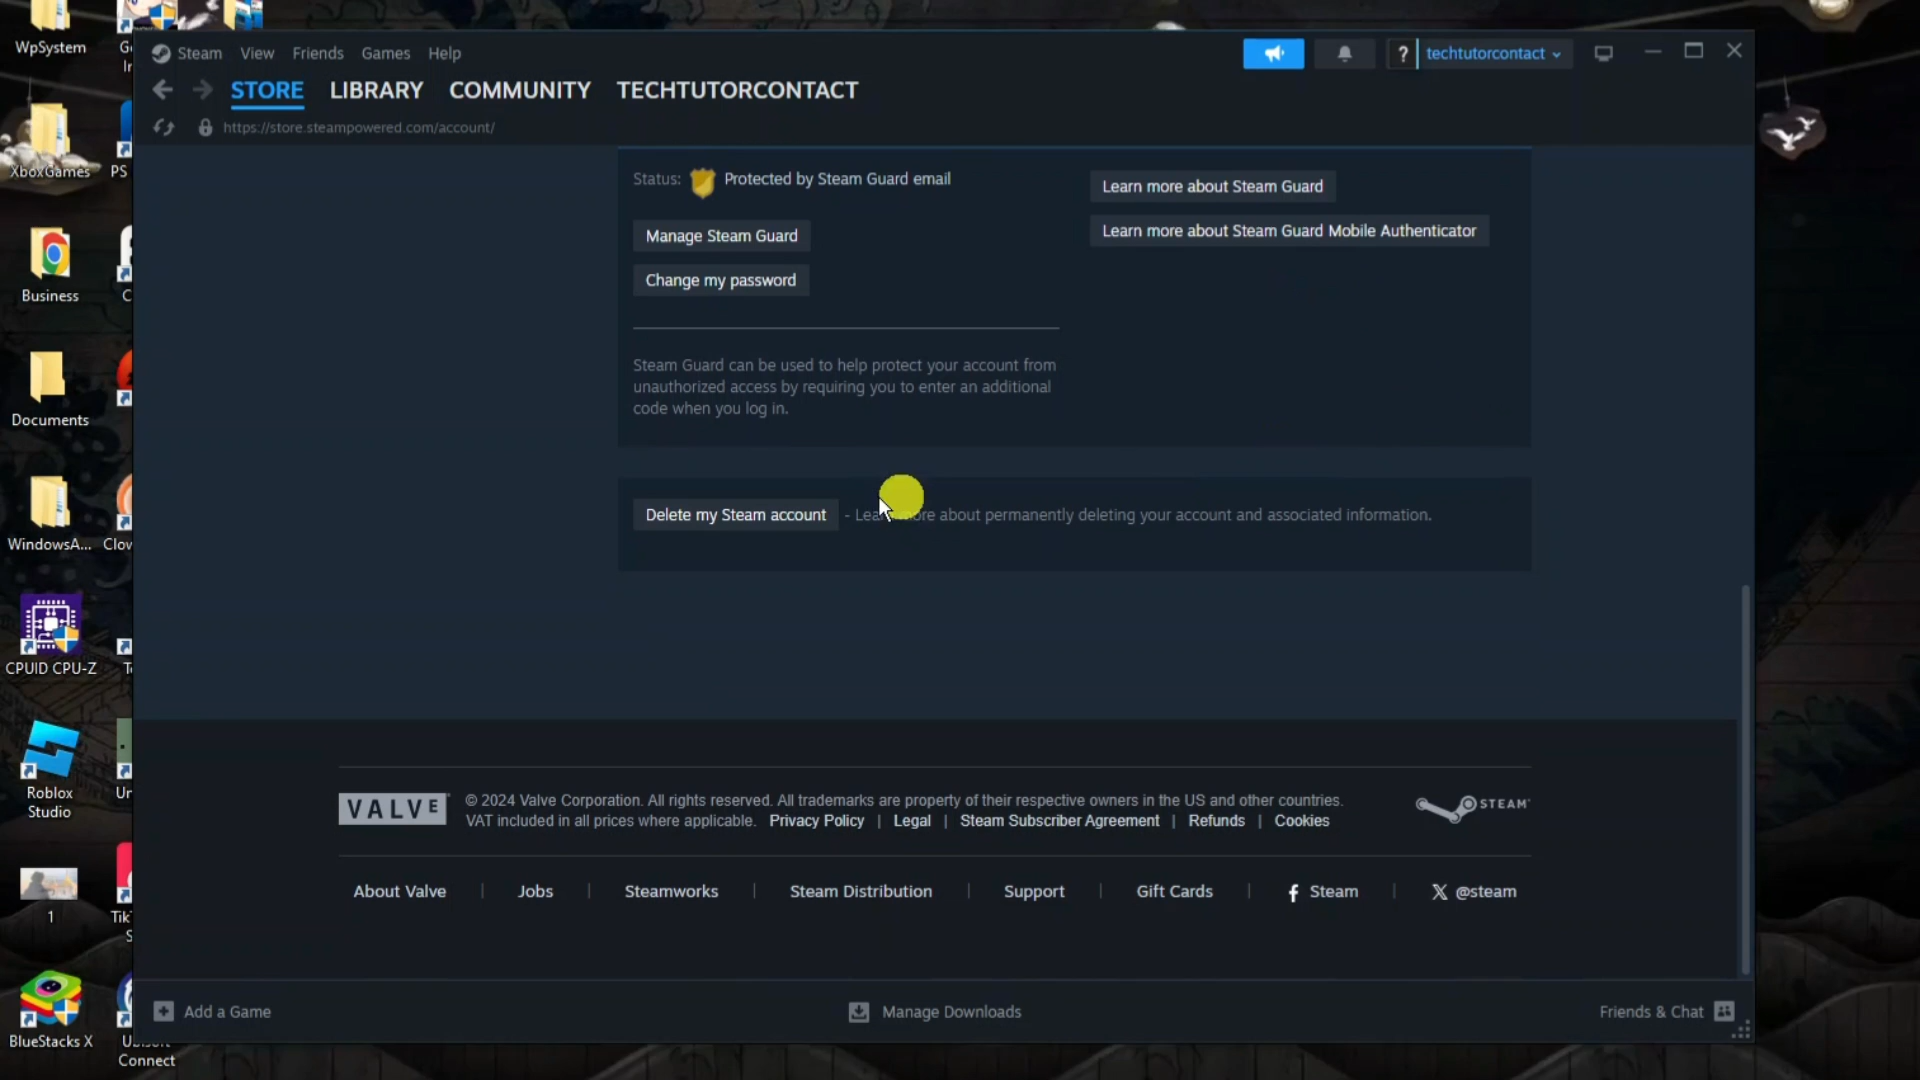 WpSystem
XboxGames
PS
Business
Documents
WindowsA...
Clow
CPUID CPU-Z
Roblox
Studio
1
BlueStacks X
Connect
Steam View Friends Games Help
? techtutorcontact
STORE LIBRARY COMMUNITY TECHTUTORCONTACT
https://store.steampowered.com/account/
Status: Protected by Steam Guard email
Manage Steam Guard
Change my password
Learn more about Steam Guard
Learn more about Steam Guard Mobile Authenticator
Steam Guard can be used to help protect your account from
unauthorized access by requiring you to enter an additional
code when you log in.
Delete my Steam account - Learn more about permanently deleting your account and associated information.
VALVE
© 2024 Valve Corporation. All rights reserved. All trademarks are property of their respective owners in the US and other countries.
VAT included in all prices where applicable. Privacy Policy | Legal | Steam Subscriber Agreement | Refunds | Cookies
STEAM
About Valve | Jobs | Steamworks | Steam Distribution | Support | Gift Cards | Steam | @steam
Add a Game Manage Downloads Friends & Chat